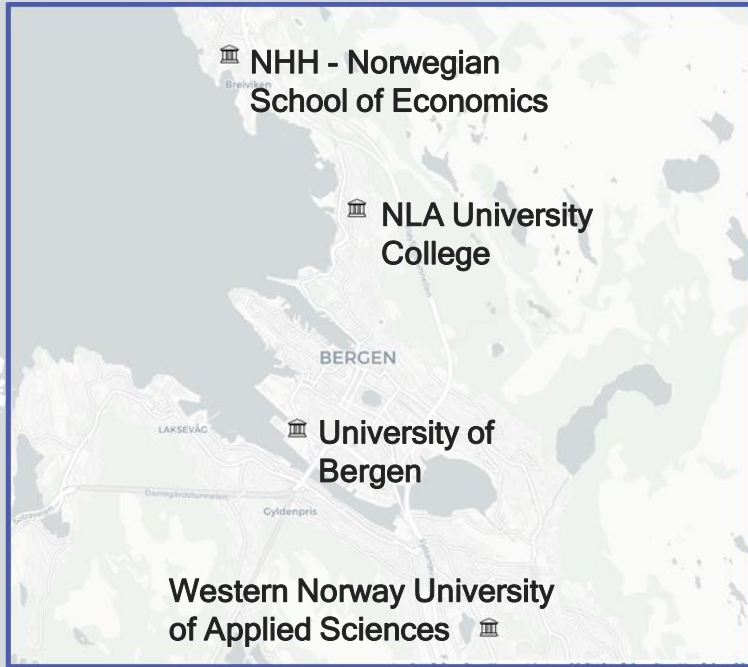 NHH - Norwegian
School of Economics
Breiviken
NLA University
College
BERGEN
LAKSEVÅG
University of
Bergen
Damsgårdstunnelen
Gyldenpris
Western Norway University
of Applied Sciences